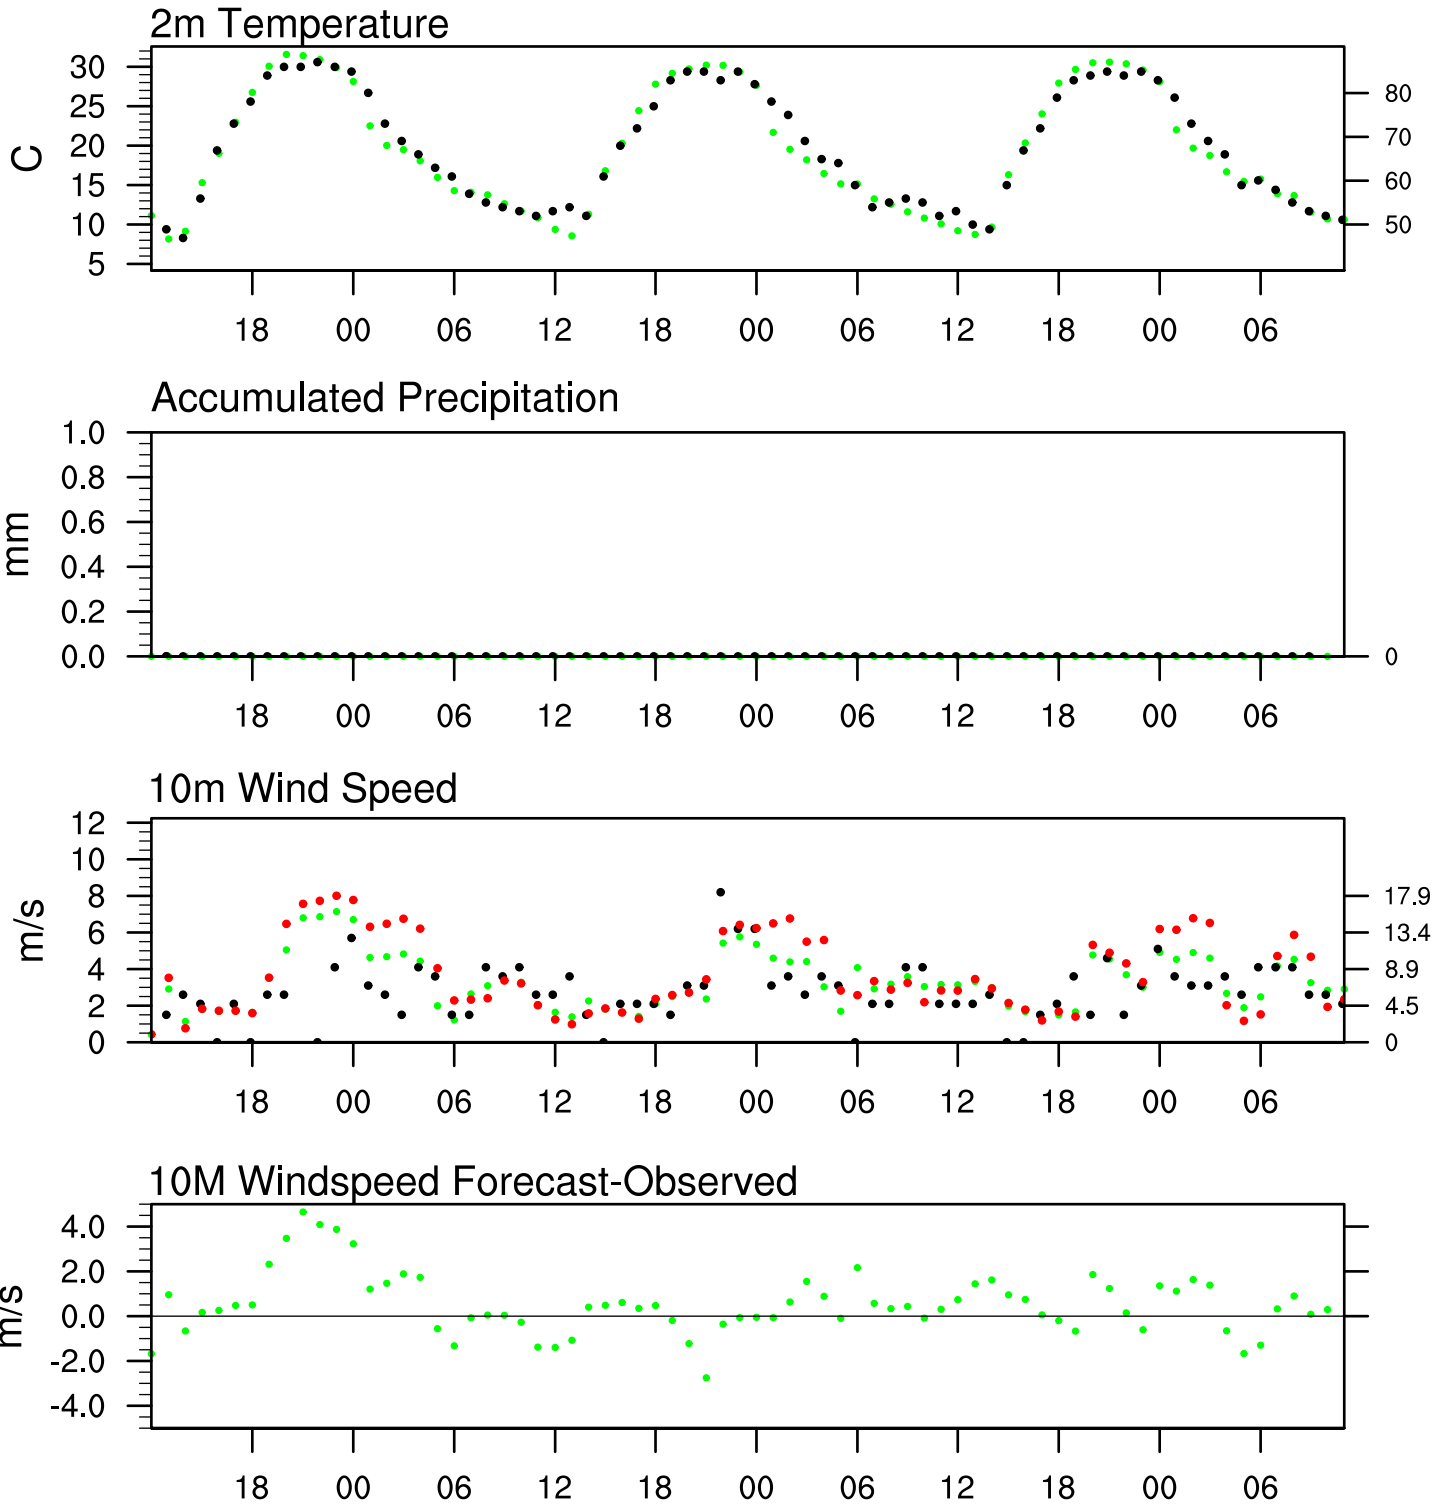 2m Temperature
30
25
20
15
10
5
C
80
70
60
50
18 00 06 12 18 00 06 12 18 00 06
Accumulated Precipitation
1.0
0.8
0.6
0.4
0.2
0.0
mm
0
18 00 06 12 18 00 06 12 18 00 06
10m Wind Speed
12
10
8
6
4
2
0
m/s
17.9
13.4
8.9
4.5
0
18 00 06 12 18 00 06 12 18 00 06
10M Windspeed Forecast-Observed
4.0
2.0
0.0
-2.0
-4.0
m/s
18 00 06 12 18 00 06 12 18 00 06